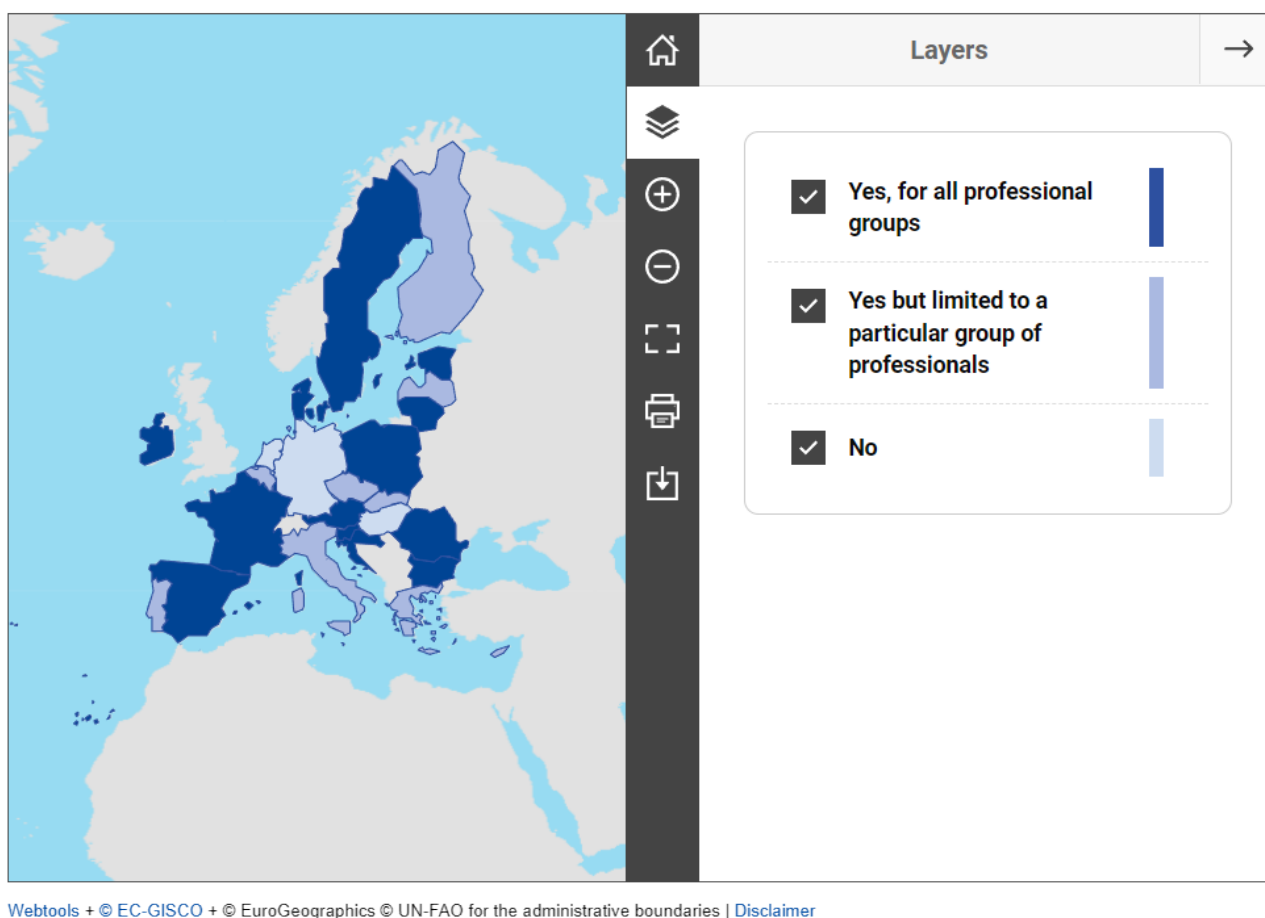 Layers
Yes, for all professional
groups
Yes but limited to a
particular group of
professionals
No
Webtools + © EC-GISCO + © EuroGeographics © UN-FAO for the administrative boundaries | Disclaimer